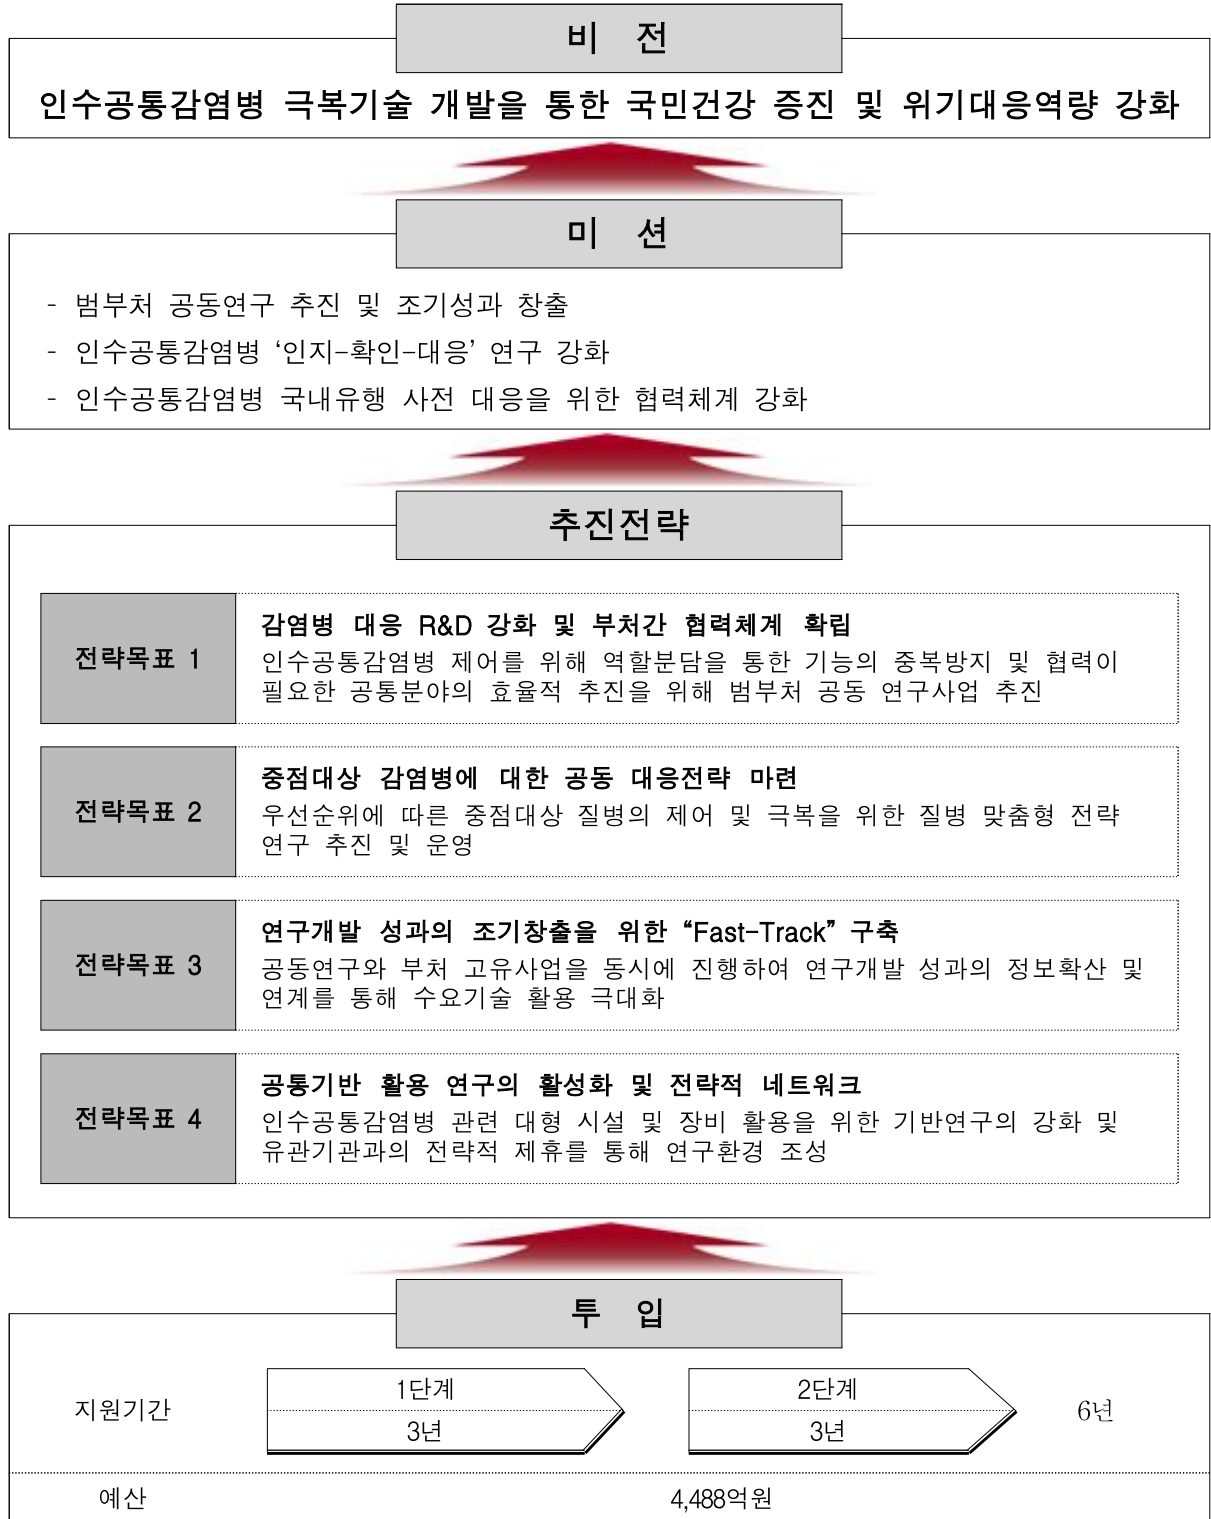 비 전
인수공통감염병 극복기술 개발을 통한 국민건강 증진 및 위기대응역량 강화
미 션
- 범부처 공동연구 추진 및 조기성과 창출
- 인수공통감염병 ‘인지-확인-대응’ 연구 강화
- 인수공통감염병 국내유행 사전 대응을 위한 협력체계 강화
추진전략
전략목표 1
감염병 대응 R&D 강화 및 부처간 협력체계 확립
인수공통감염병 제어를 위해 역할분담을 통한 기능의 중복방지 및 협력이
필요한 공통분야의 효율적 추진을 위해 범부처 공동 연구사업 추진
전략목표 2
중점대상 감염병에 대한 공동 대응전략 마련
우선순위에 따른 중점대상 질병의 제어 및 극복을 위한 질병 맞춤형 전략
연구 추진 및 운영
전략목표 3
연구개발 성과의 조기창출을 위한 “Fast-Track” 구축
공동연구와 부처 고유사업을 동시에 진행하여 연구개발 성과의 정보확산 및
연계를 통해 수요기술 활용 극대화
전략목표 4
공통기반 활용 연구의 활성화 및 전략적 네트워크
인수공통감염병 관련 대형 시설 및 장비 활용을 위한 기반연구의 강화 및
유관기관과의 전략적 제휴를 통해 연구환경 조성
투 입
지원기간
1단계
3년
2단계
3년
6년
예산
4,488억원